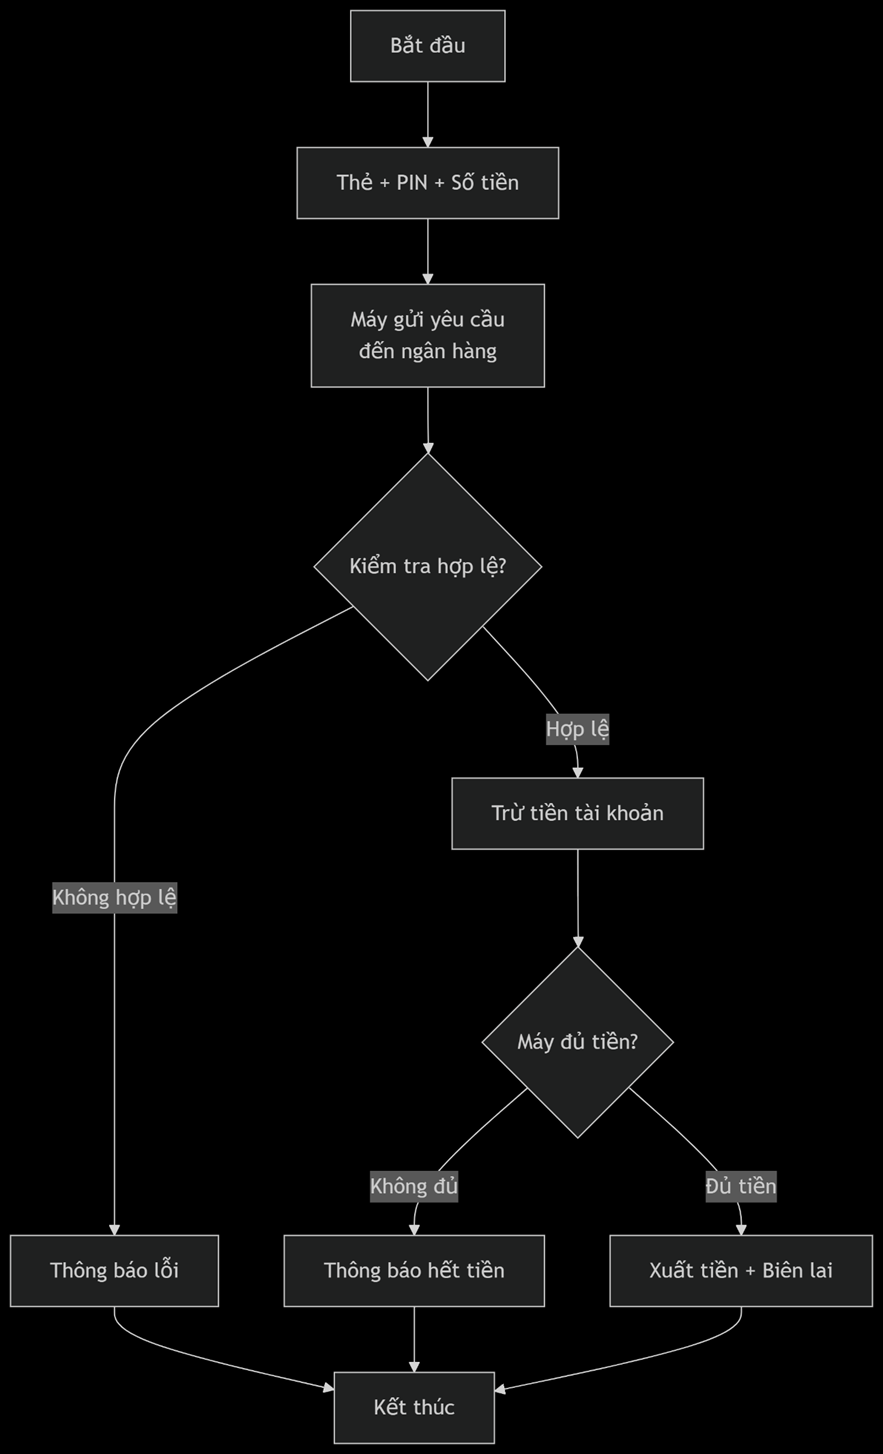 Bắt đầu
Thẻ + PIN + Số tiền
Máy gửi yêu cầu
đến ngân hàng
Kiểm tra hợp lệ?
Hợp lệ
Trừ tiền tài khoản
Không hợp lệ
Máy đủ tiền?
Không đủ
Đủ tiền
Thông báo lỗi
Thông báo hết tiền
Xuất tiền + Biên lai
Kết thúc